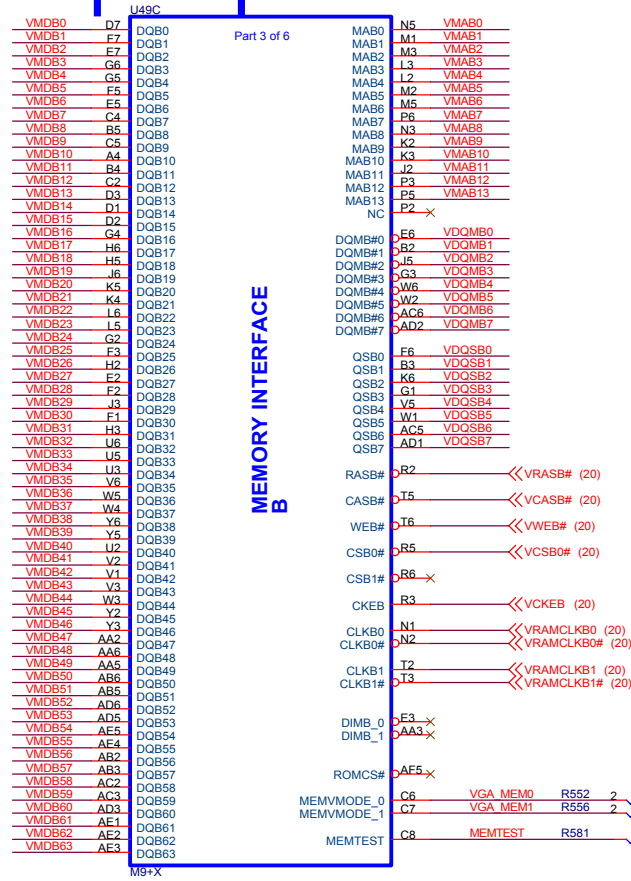 U49C
Part 3 of 6
VMDB0 D7 DQB0
VMDB1 F7 DQB1
VMDB2 E7 DQB2
VMDB3 G6 DQB3
VMDB4 G5 DQB4
VMDB5 F5 DQB5
VMDB6 E5 DQB6
VMDB7 C4 DQB7
VMDB8 B5 DQB8
VMDB9 C5 DQB9
VMDB10 A4 DQB10
VMDB11 B4 DQB11
VMDB12 C2 DQB12
VMDB13 D3 DQB13
VMDB14 D1 DQB14
VMDB15 D2 DQB15
VMDB16 G4 DQB16
VMDB17 H6 DQB17
VMDB18 H5 DQB18
VMDB19 J6 DQB19
VMDB20 K5 DQB20
VMDB21 K4 DQB21
VMDB22 L6 DQB22
VMDB23 L5 DQB23
VMDB24 G2 DQB24
VMDB25 F3 DQB25
VMDB26 H2 DQB26
VMDB27 E2 DQB27
VMDB28 F2 DQB28
VMDB29 J3 DQB29
VMDB30 F1 DQB30
VMDB31 H3 DQB31
VMDB32 U6 DQB32
VMDB33 U5 DQB33
VMDB34 U3 DQB34
VMDB35 V6 DQB35
VMDB36 W5 DQB36
VMDB37 W4 DQB37
VMDB38 Y6 DQB38
VMDB39 Y5 DQB39
VMDB40 U2 DQB40
VMDB41 V2 DQB41
VMDB42 V1 DQB42
VMDB43 V3 DQB43
VMDB44 W3 DQB44
VMDB45 Y2 DQB45
VMDB46 Y3 DQB46
VMDB47 AA2 DQB47
VMDB48 AA6 DQB48
VMDB49 AA5 DQB49
VMDB50 AB6 DQB50
VMDB51 AB5 DQB51
VMDB52 AD6 DQB52
VMDB53 AD5 DQB53
VMDB54 AE5 DQB54
VMDB55 AE4 DQB55
VMDB56 AB2 DQB56
VMDB57 AB3 DQB57
VMDB58 AC2 DQB58
VMDB59 AC3 DQB59
VMDB60 AD3 DQB60
VMDB61 AE1 DQB61
VMDB62 AE2 DQB62
VMDB63 AE3 DQB63
MEMORY INTERFACE
B
MAB0 N5 VMAB0
MAB1 M1 VMAB1
MAB2 M3 VMAB2
MAB3 L3 VMAB3
MAB4 L2 VMAB4
MAB5 M2 VMAB5
MAB6 M5 VMAB6
MAB7 P6 VMAB7
MAB8 N3 VMAB8
MAB9 K2 VMAB9
MAB10 K3 VMAB10
MAB11 J2 VMAB11
MAB12 P3 VMAB12
MAB13 P5 VMAB13
NC P2
DQMB#0 E6 VDQMB0
DQMB#1 B2 VDQMB1
DQMB#2 J5 VDQMB2
DQMB#3 G3 VDQMB3
DQMB#4 W6 VDQMB4
DQMB#5 W2 VDQMB5
DQMB#6 AC6 VDQMB6
DQMB#7 AD2 VDQMB7
QSB0 F6 VDQSB0
QSB1 B3 VDQSB1
QSB2 K6 VDQSB2
QSB3 G1 VDQSB3
QSB4 V5 VDQSB4
QSB5 W1 VDQSB5
QSB6 AC5 VDQSB6
QSB7 AD1 VDQSB7
RASB# R2 VRASB# (20)
CASB# T5 VCASB# (20)
WEB# T6 VWEB# (20)
CSB0# R5 VCSB0# (20)
CSB1# R6
CKEB R3 VCKEB (20)
CLKB0 N1 VRAMCLKB0 (20)
CLKB0# N2 VRAMCLKB0# (20)
CLKB1 T2 VRAMCLKB1 (20)
CLKB1# T3 VRAMCLKB1# (20)
DIMB_0 E3
DIMB_1 AA3
ROMCS# AF5
MEMVMODE_0 C6 VGA_MEM0 R552 2
MEMVMODE_1 C7 VGA_MEM1 R556 2
MEMTEST C8 MEMTEST R581
M9+X